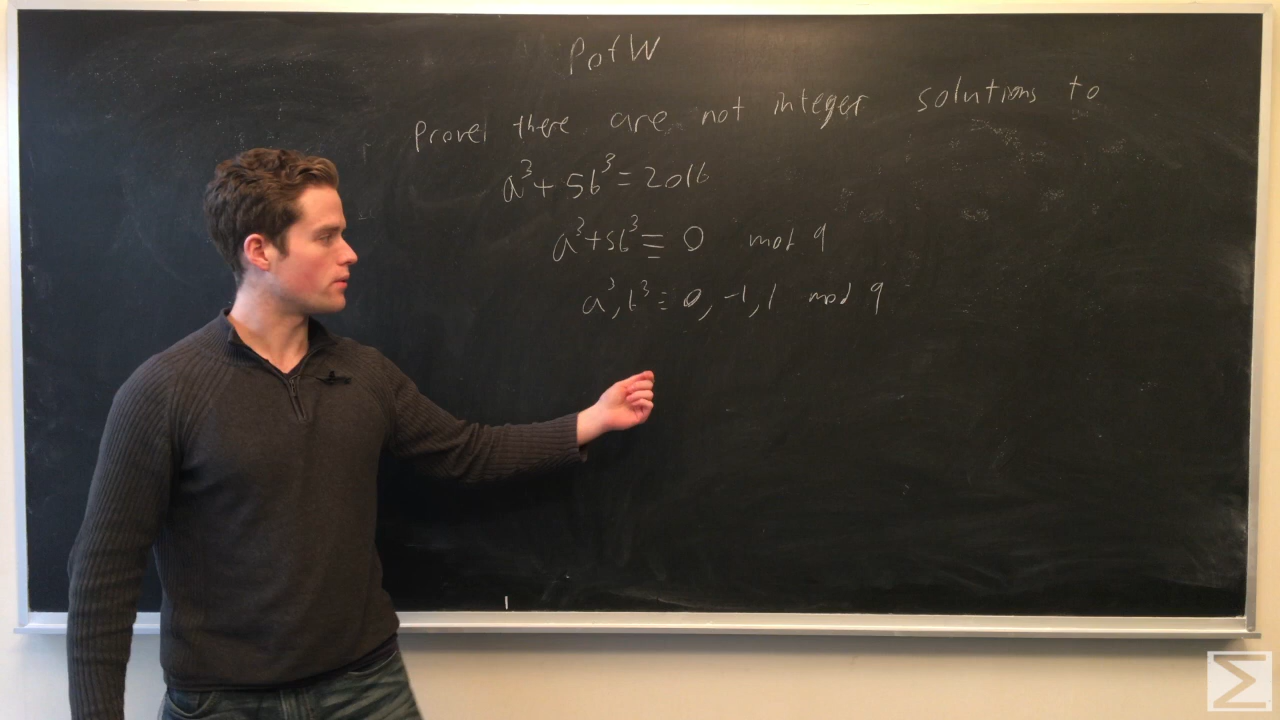 PofW
Prove there are not integer solutions to
a³+5b³=2016
a³+5b³≡0 mod 9
a³,b³≡0,-1,1 mod 9
Σ